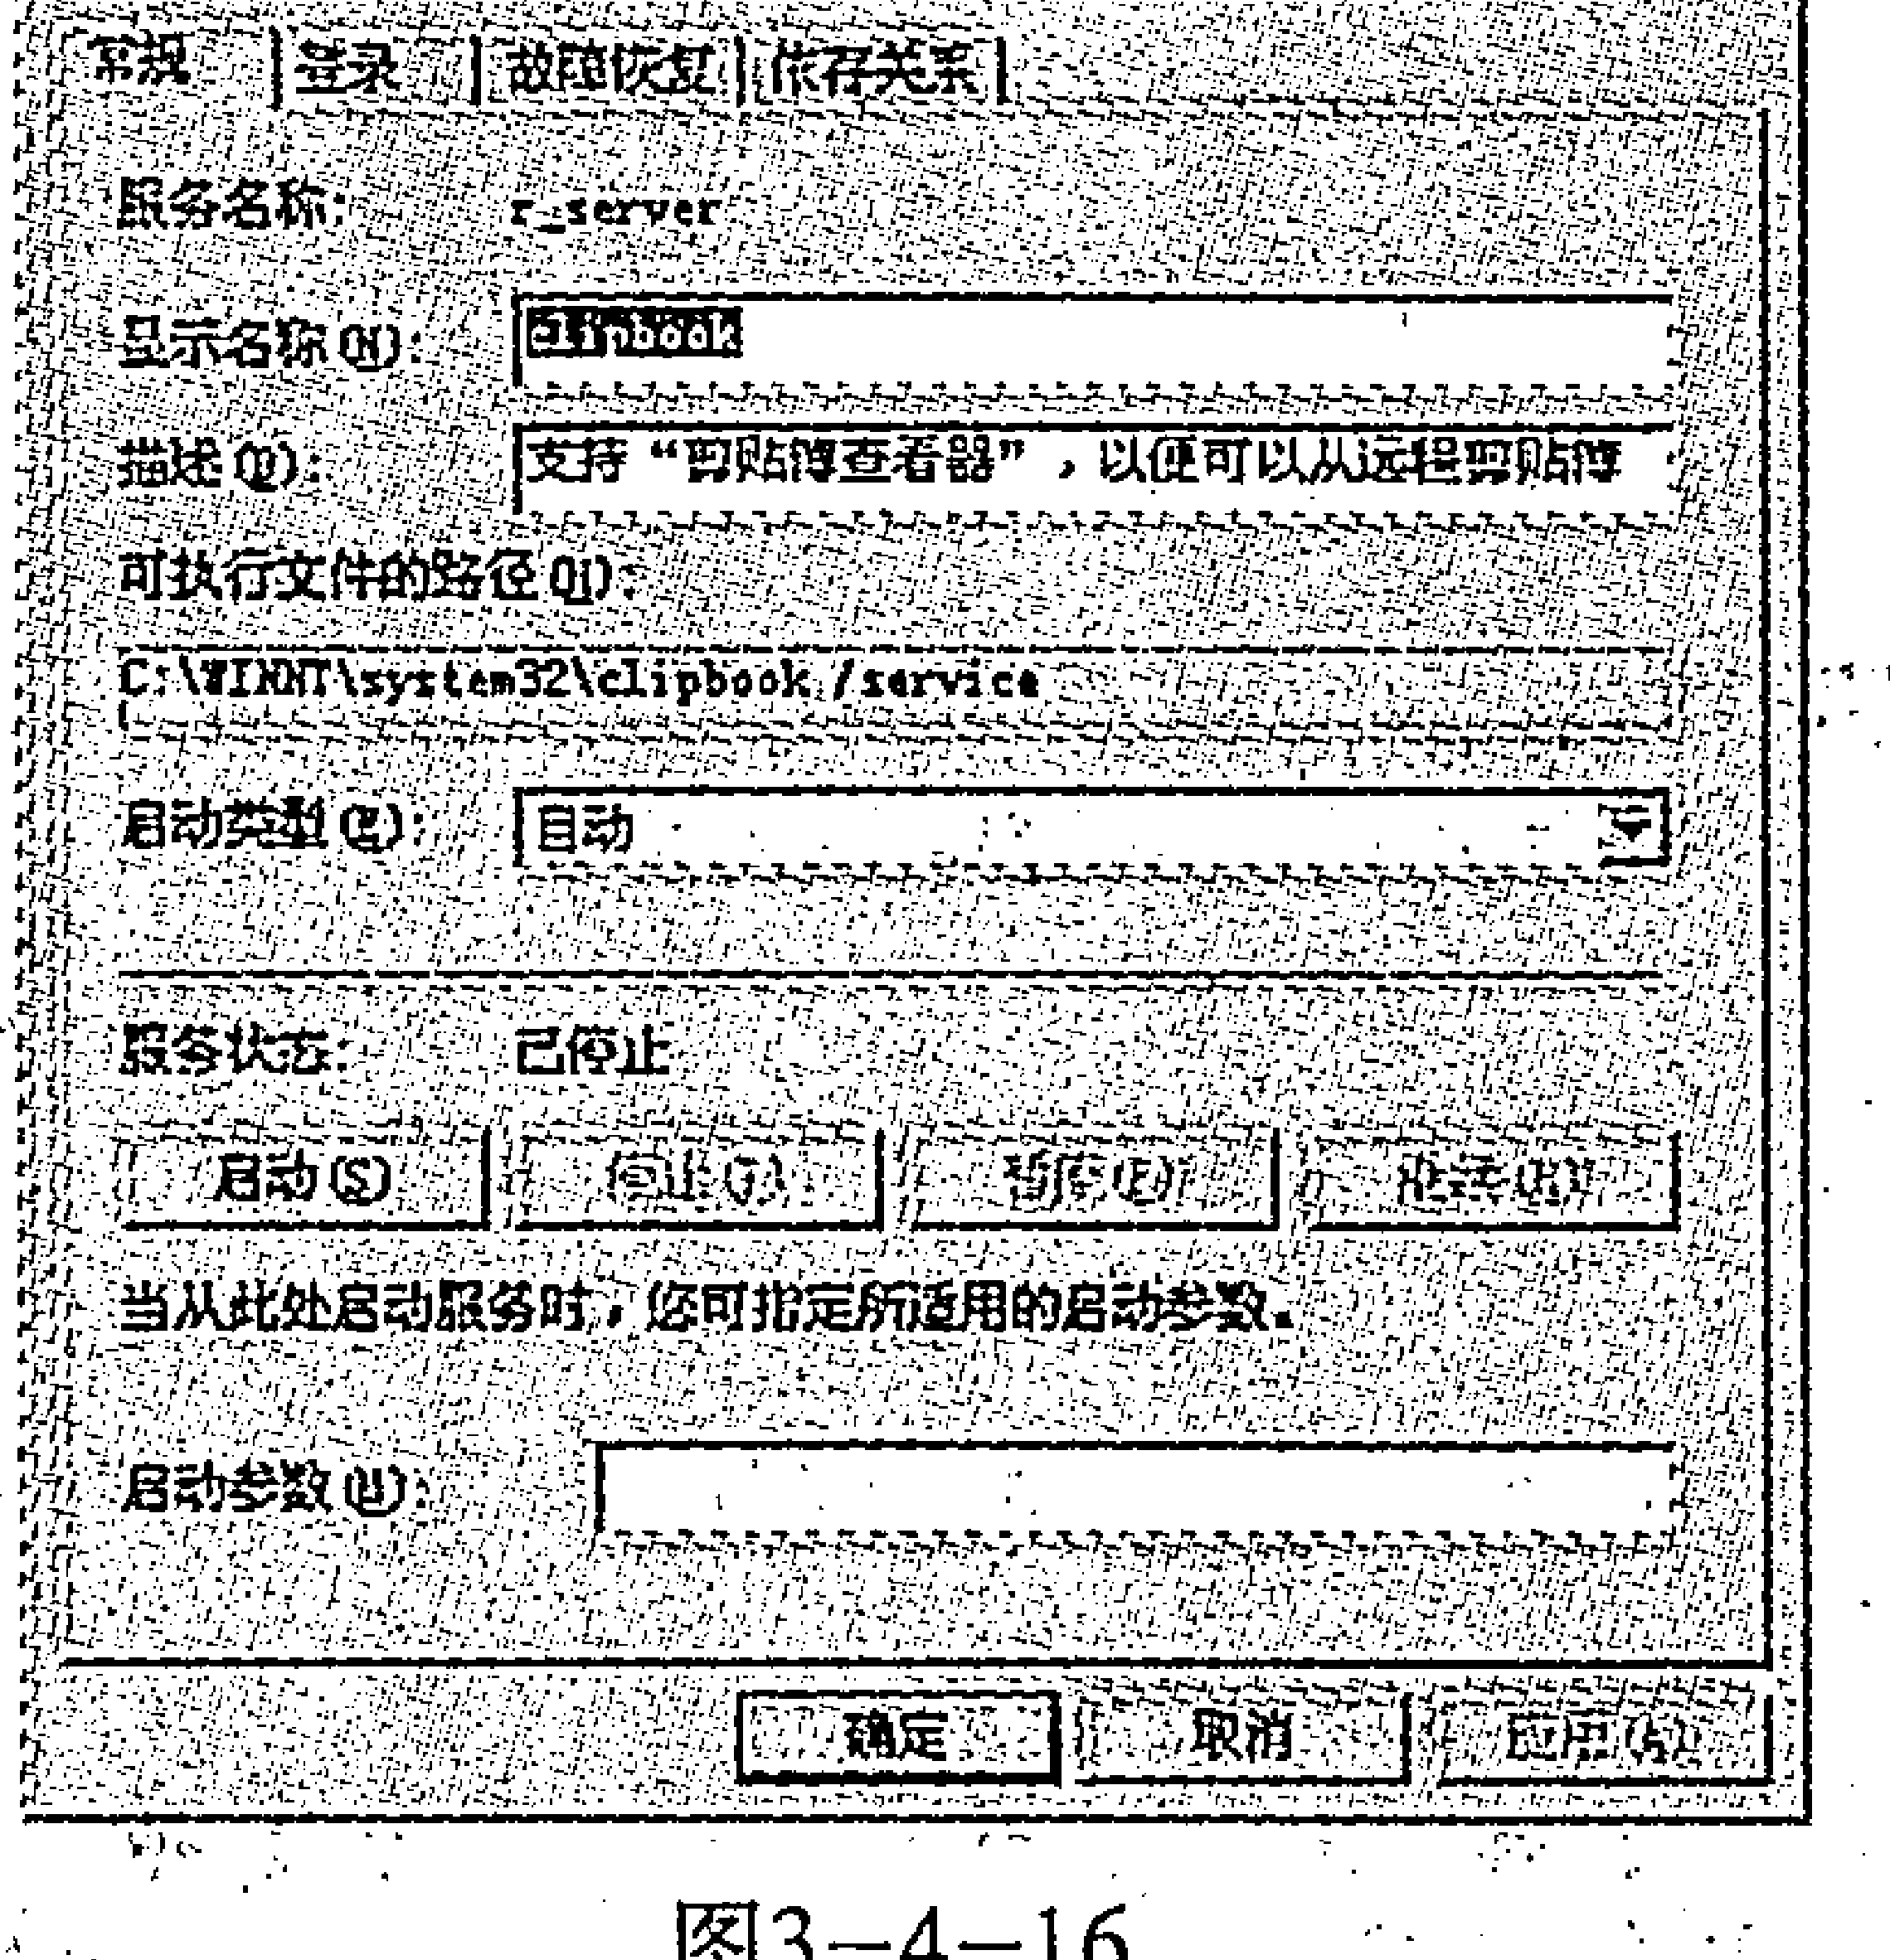 常规 登录 故障恢复 依存关系
服务名称: r_server
显示名称(N): clipbook
描述(D): 支持“剪贴簿查看器”,以便可以从远程剪贴簿
可执行文件的路径(H):
C:\WINNT\system32\clipbook /service
启动类型(E): 自动
服务状态: 已停止
启动(S) 停止(T) 暂停(P) 恢复(R)
当从此处启动服务时,您可指定所适用的启动参数.
启动参数(M):
确定 取消 应用(A)
图3-4-16